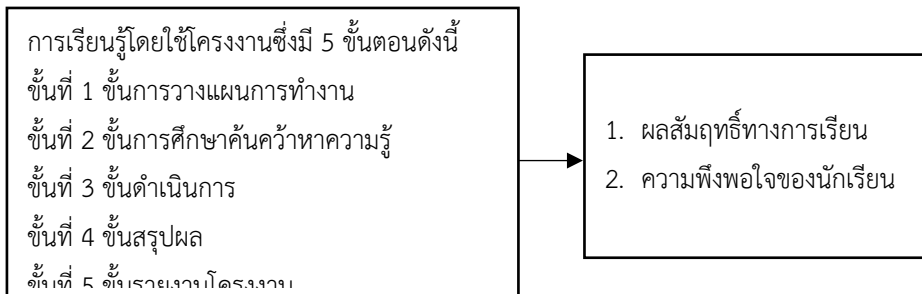 การเรียนรู้โดยใช้โครงงานซึ่งมี 5 ขั้นตอนดังนี้
ขั้นที่ 1 ขั้นการวางแผนการทำงาน
ขั้นที่ 2 ขั้นการศึกษาค้นคว้าหาความรู้
ขั้นที่ 3 ขั้นดำเนินการ
ขั้นที่ 4 ขั้นสรุปผล
ขั้นที่ 5 ขั้นรายงานโครงงาน
1. ผลสัมฤทธิ์ทางการเรียน
2. ความพึงพอใจของนักเรียน